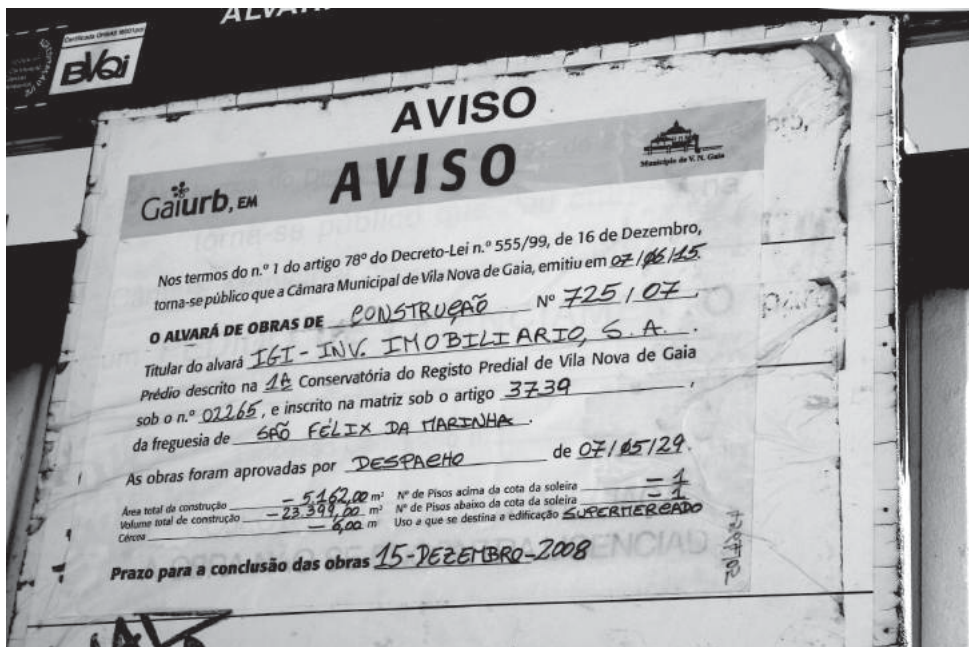 ALVAR
Certificada OHSAS 18001 por
BVQi
AVISO
AVISO
Gaiurb, EM
Município de V. N. Gaia
Nos termos do n.º 1 do artigo 78º do Decreto-Lei n.º 555/99, de 16 de Dezembro,
torna-se público que a Câmara Municipal de Vila Nova de Gaia, emitiu em 07/06/15
O ALVARÁ DE OBRAS DE CONSTRUÇÃO Nº 725/07.
Titular do alvará IGI-INV. IMOBILIARIO, S. A.
Prédio descrito na 1ª Conservatória do Registo Predial de Vila Nova de Gaia
sob o n.º 02265, e inscrito na matriz sob o artigo 3739,
da freguesia de SÃO FÉLIX DA MARINHA.
As obras foram aprovadas por DESPACHO de 07/05/29.
Área total da construção - 5,162,00 m² Nº de Pisos acima da cota da soleira - 1
Volume total de construção - 23.399,00 m³ Nº de Pisos abaixo da cota da soleira - 1
Cércea - 6,00 m Uso a que se destina a edificação SUPERMERCADO
Prazo para a conclusão das obras 15-DEZEMBRO-2008